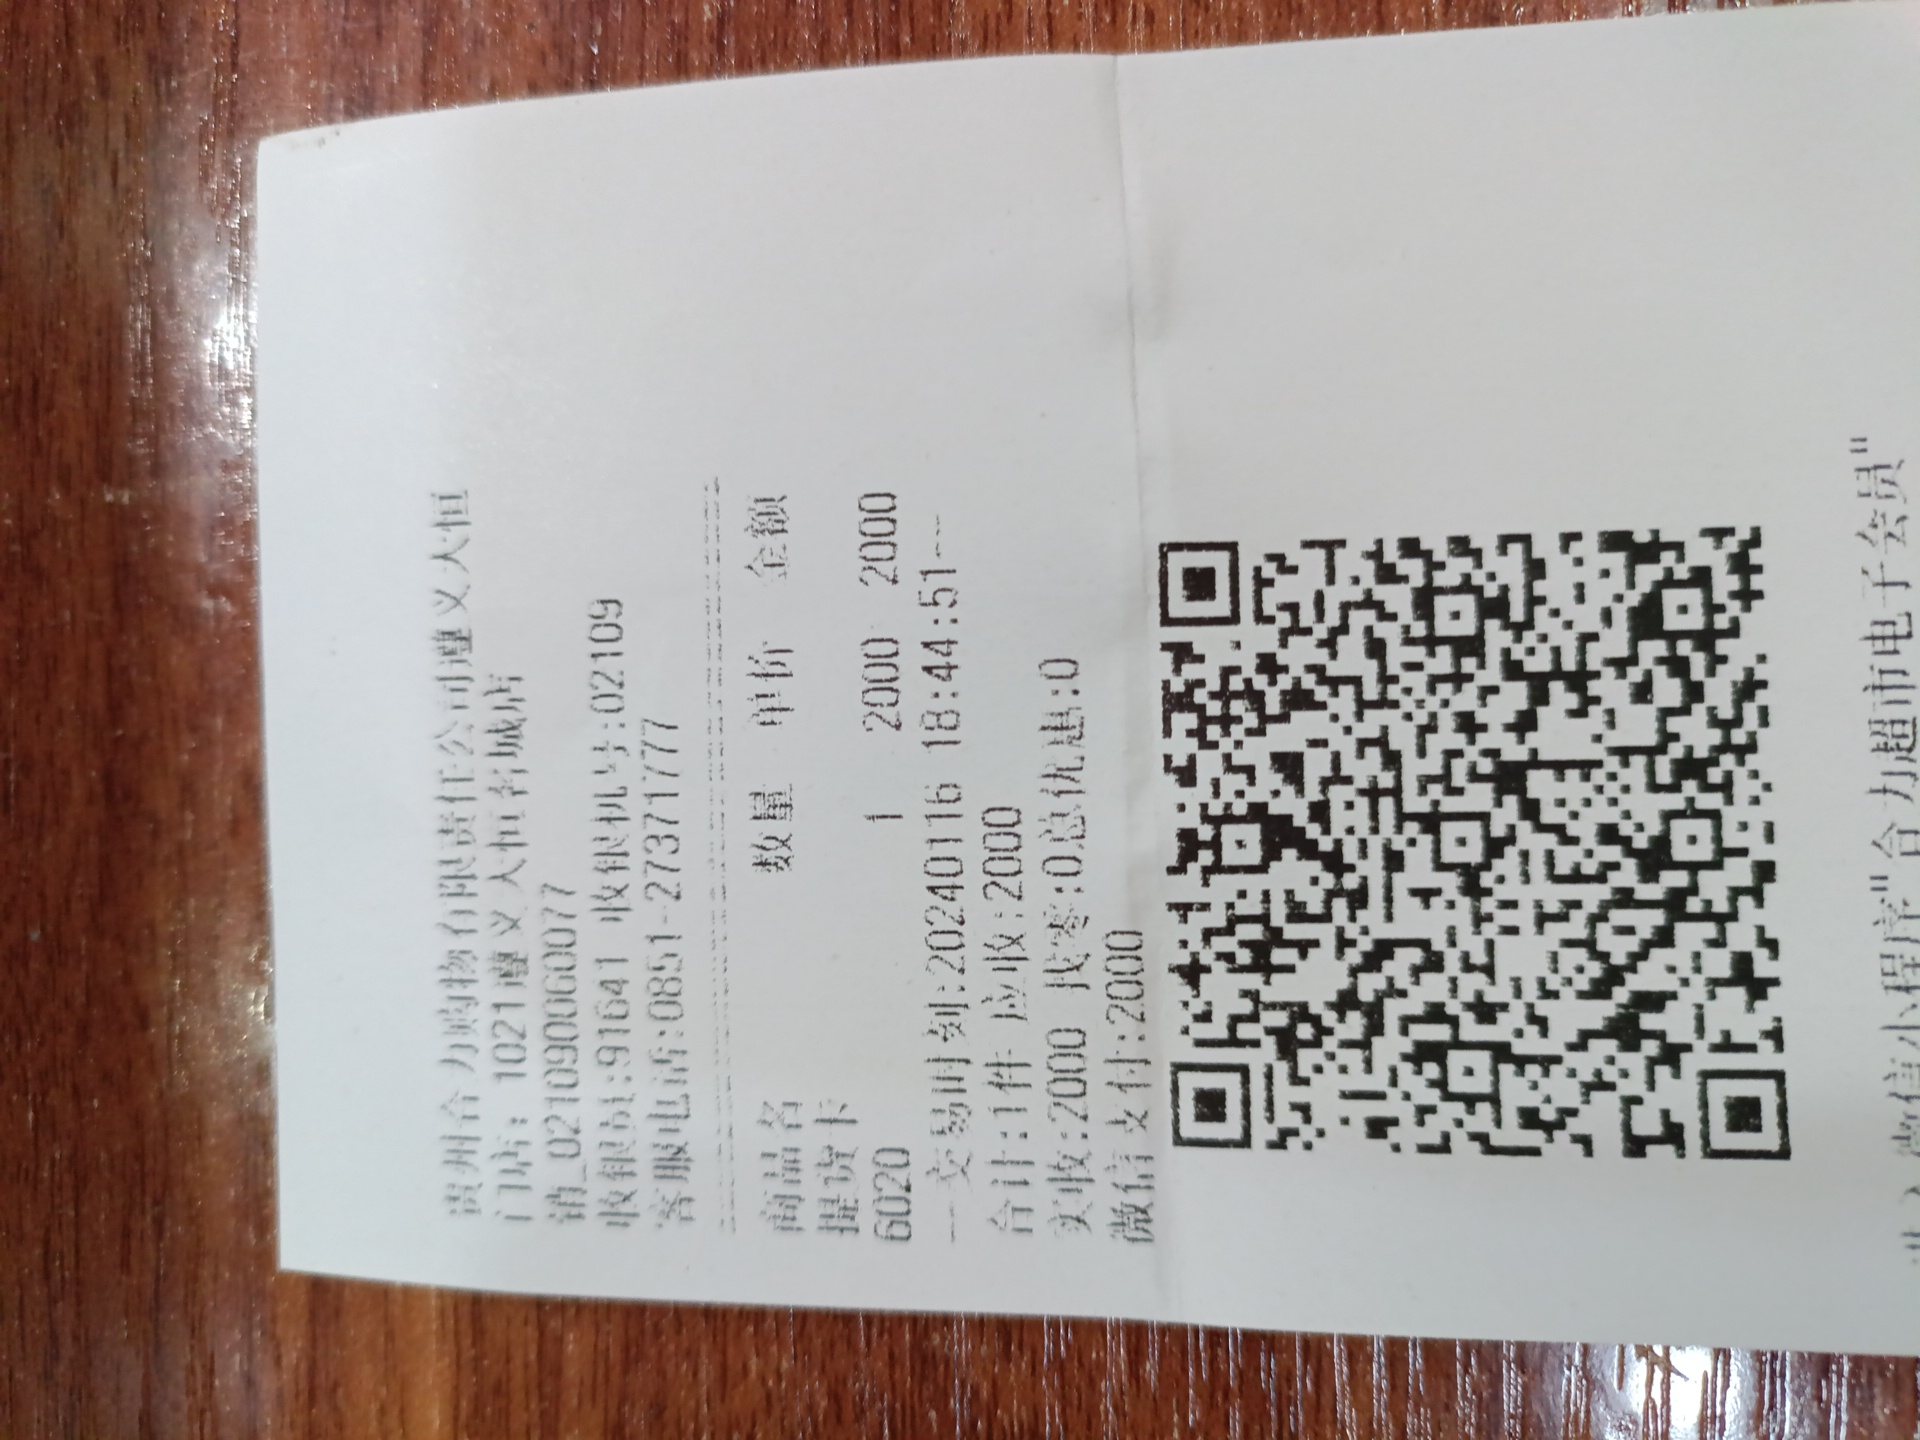 贵州合力购物有限责任公司遵义天恒
门店: 1021遵义天恒名城店
销_021090060077
收银员:91641 收银机号:02109
客服电话:0851-27371777
商品名 数量 单价 金额
提货卡
6020 1 2000 2000
---交易时刻:20240116 18:44:51---
合计:1件 应收:2000
实收:2000 找零:0总优惠:0
微信支付:2000
进入微信小程序"合力超市电子会员"